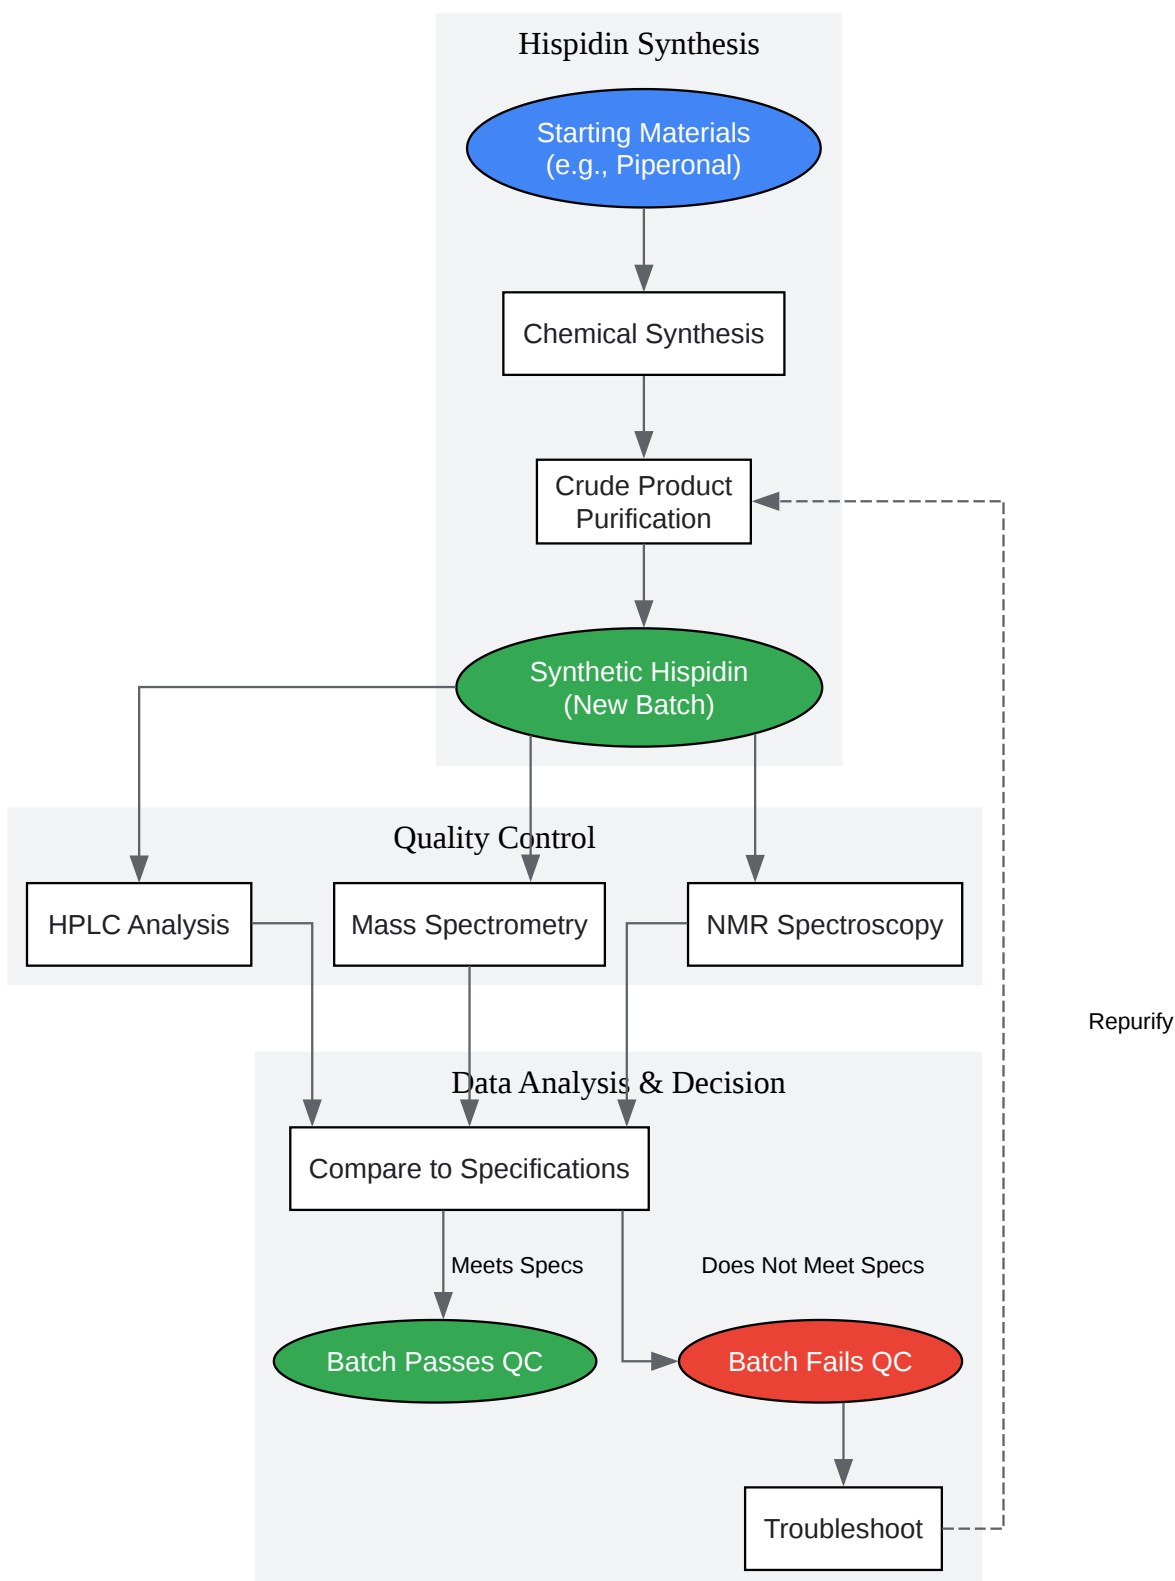 Hispidin Synthesis
Starting Materials
(e.g., Piperonal)
Chemical Synthesis
Crude Product
Purification
Synthetic Hispidin
(New Batch)
Quality Control
HPLC Analysis
Mass Spectrometry
NMR Spectroscopy
Repurify
Data Analysis & Decision
Compare to Specifications
Meets Specs
Does Not Meet Specs
Batch Passes QC
Batch Fails QC
Troubleshoot